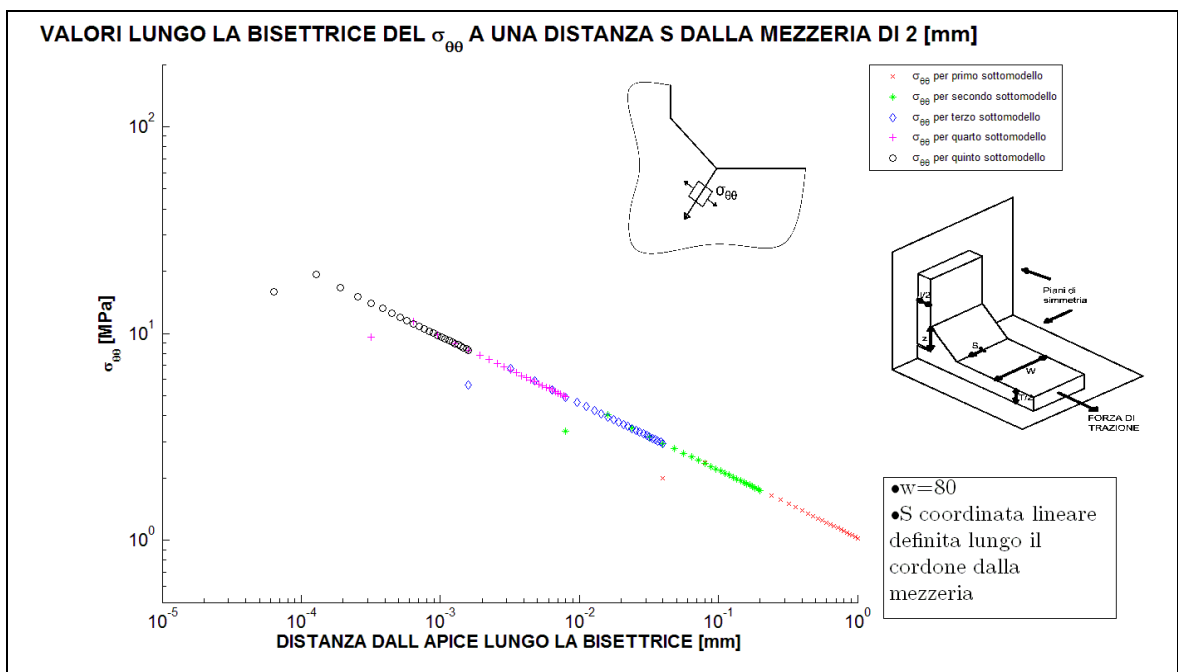 VALORI LUNGO LA BISETTRICE DEL σθθ A UNA DISTANZA S DALLA MEZZERIA DI 2 [mm]
σθθ per primo sottomodello
σθθ per secondo sottomodello
σθθ per terzo sottomodello
σθθ per quarto sottomodello
σθθ per quinto sottomodello
10^2
10^1
10^0
σθθ [MPa]
σθθ
Piani di
simmetria
t/2
z
S
W
T/2
FORZA DI
TRAZIONE
•w=80
•S coordinata lineare
definita lungo il
cordone dalla
mezzeria
10^-5
10^-4
10^-3
10^-2
10^-1
10^0
DISTANZA DALL APICE LUNGO LA BISETTRICE [mm]